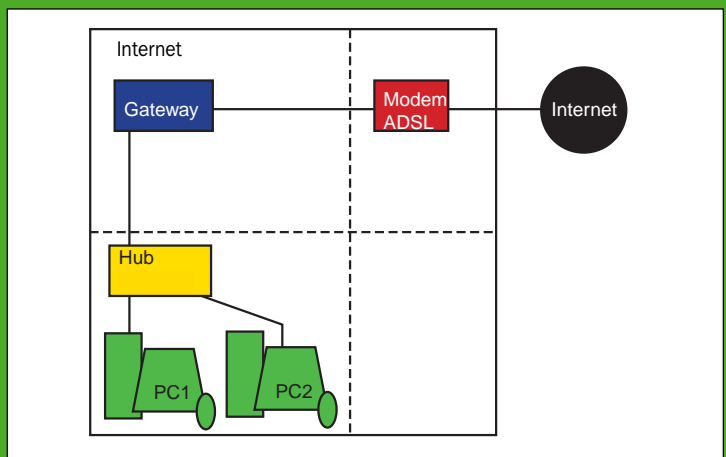 Internet
Gateway
Modem
ADSL
Internet
Hub
PC1
PC2